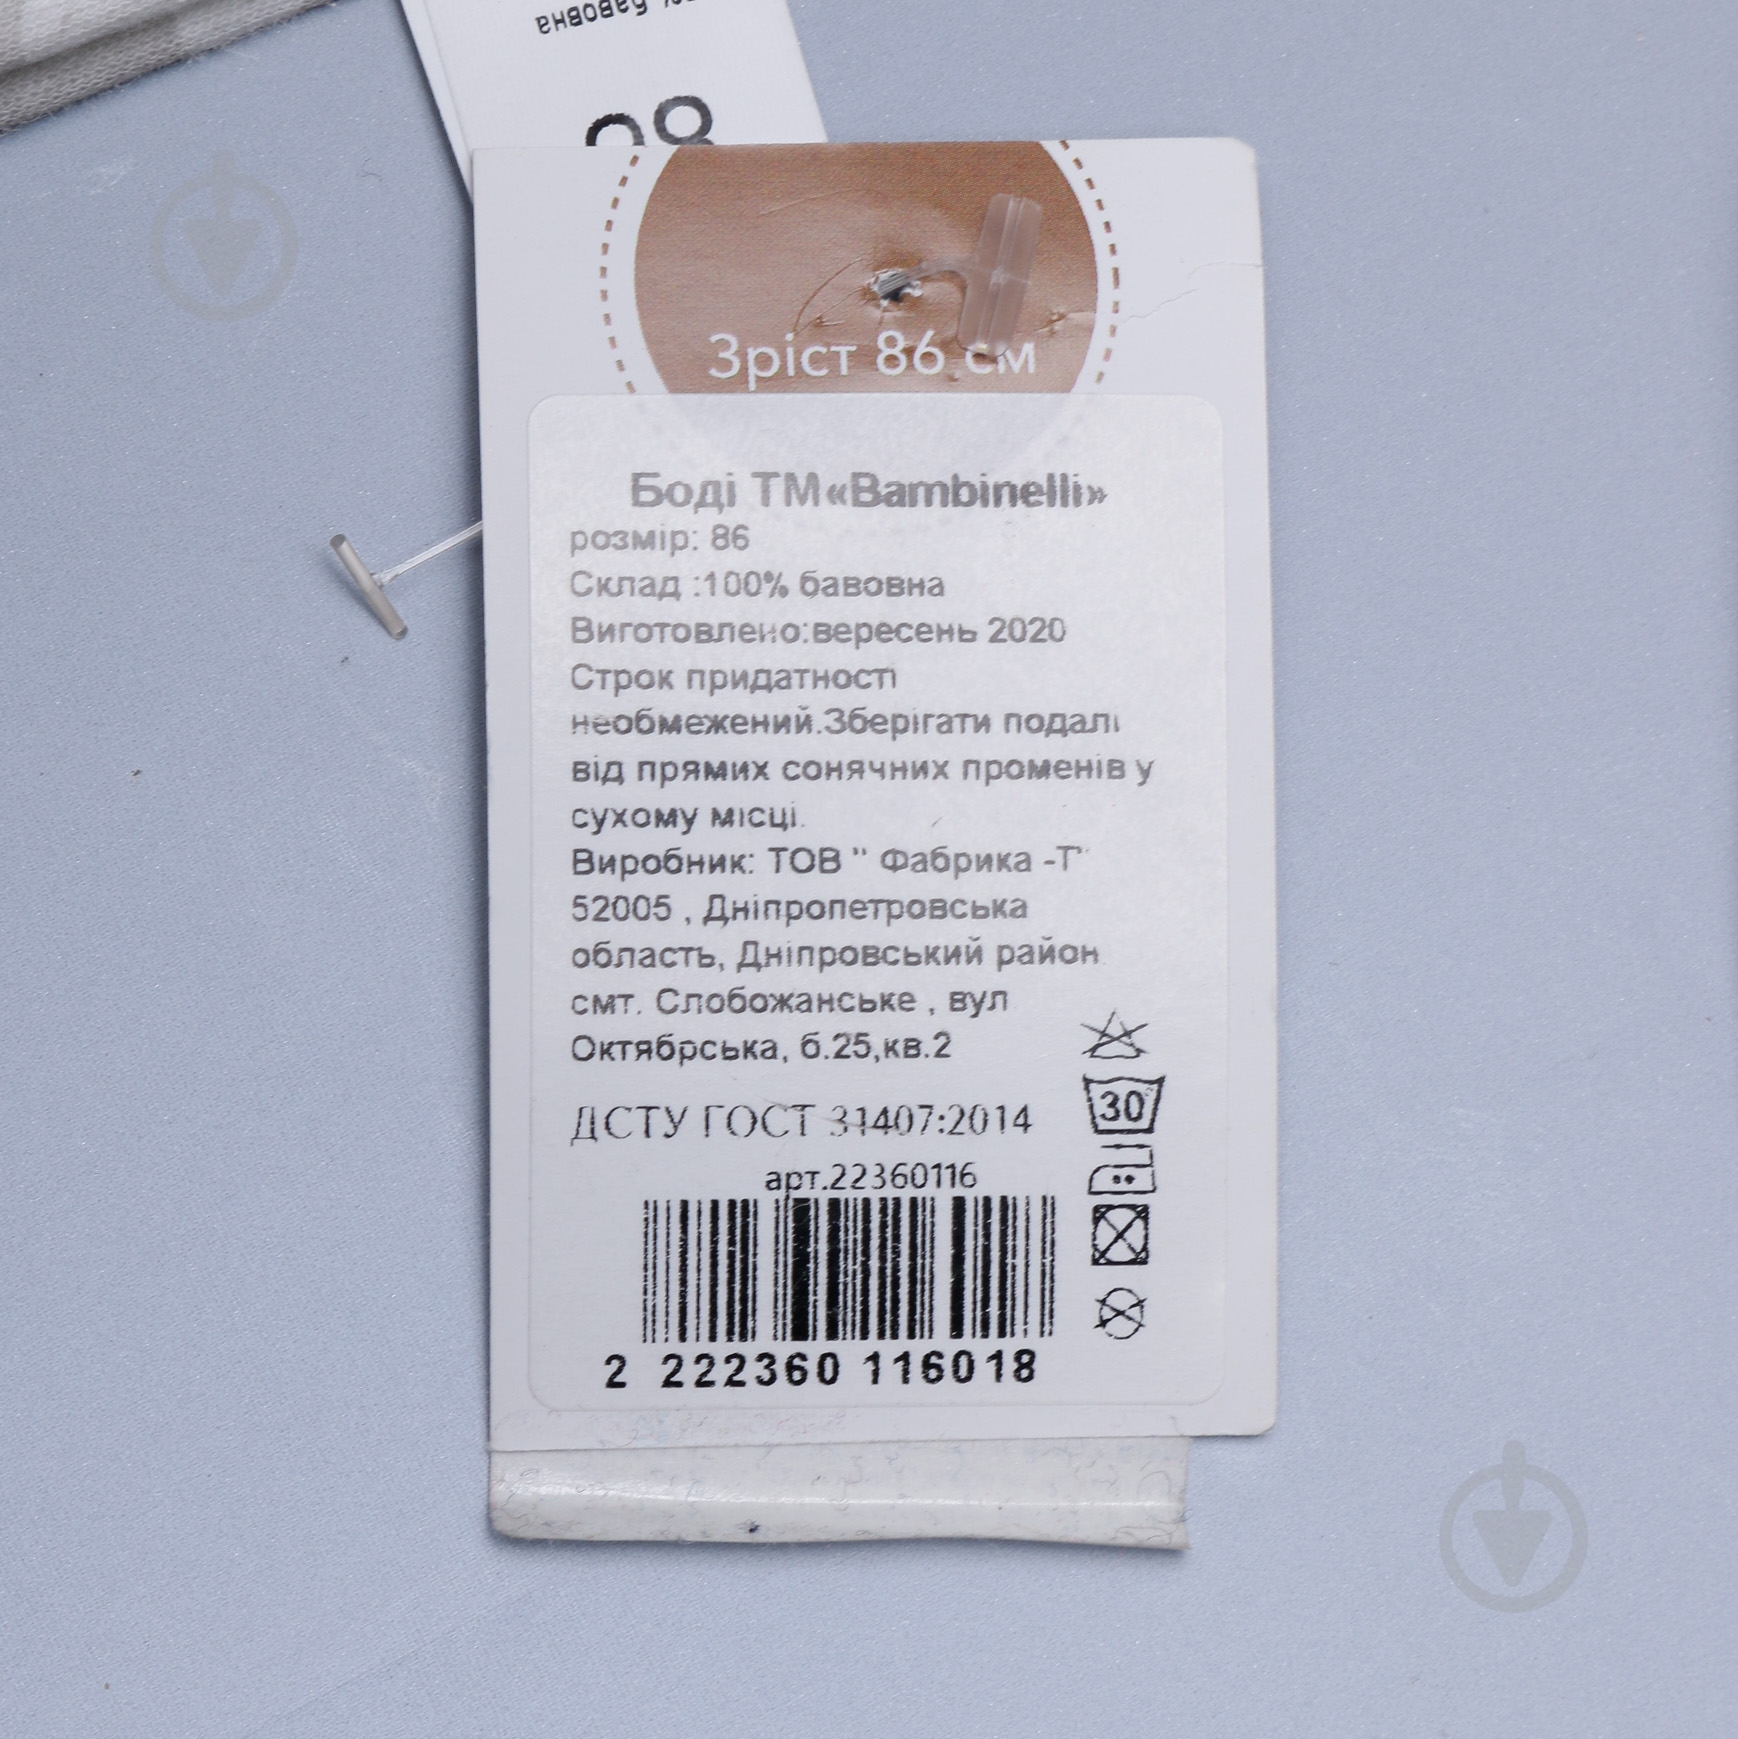 бавовна
86
Зріст 86 см
Боді ТМ«Bambinelli»
розмір: 86
Склад :100% бавовна
Виготовлено:вересень 2020
Строк придатності
необмежений.Зберігати подалі
від прямих сонячних променів у
сухому місці.
Виробник: ТОВ " Фабрика -Т"
52005 , Дніпропетровська
область, Дніпровський район
смт. Слобожанське , вул
Октябрська, б.25,кв.2
ДСТУ ГОСТ 31407:2014
арт.22360116
30°
2 222360 116018